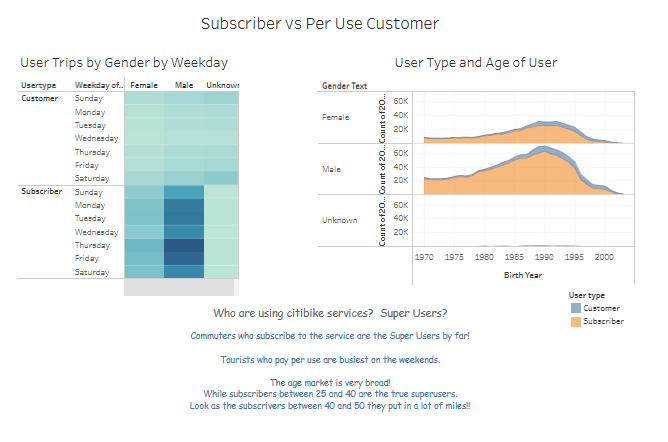 Subscriber vs Per Use Customer
User Trips by Gender by Weekday
Usertype Weekday of.. Female Male Unknown
Customer Sunday
Monday
Tuesday
Wednesday
Thursday
Friday
Saturday
Subscriber Sunday
Monday
Tuesday
Wednesday
Thursday
Friday
Saturday
User Type and Age of User
Gender Text
Female
Count of 20...
60K
40K
20K
Male
Count of 20...
60K
40K
20K
Unknown
Count of 20...
60K
40K
20K
1970 1975 1980 1985 1990 1995 2000
Birth Year
User type
Customer
Subscriber
Who are using citibike services? Super Users?
Commuters who subscribe to the service are the Super Users by far!
Tourists who pay per use are busiest on the weekends.
The age market is very broad!
While subscribers between 25 and 40 are the true superusers.
Look as the subscrivers between 40 and 50 they put in a lot of miles!!